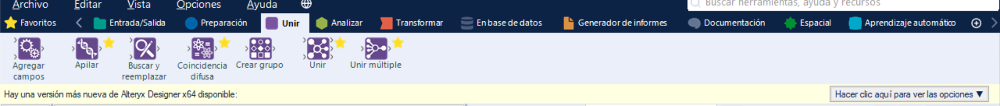 Archivo Editar Vista Opciones Ayuda Buscar herramientas, ayuda y recursos
Favoritos Entrada/Salida Preparación Unir Analizar Transformar En base de datos Generador de informes Documentación Espacial Aprendizaje automático
Agregar campos
Apilar
Buscar y reemplazar
Coincidencia difusa
Crear grupo
Unir
Unir múltiple
Hay una versión más nueva de Alteryx Designer x64 disponible: Hacer clic aquí para ver las opciones ▼